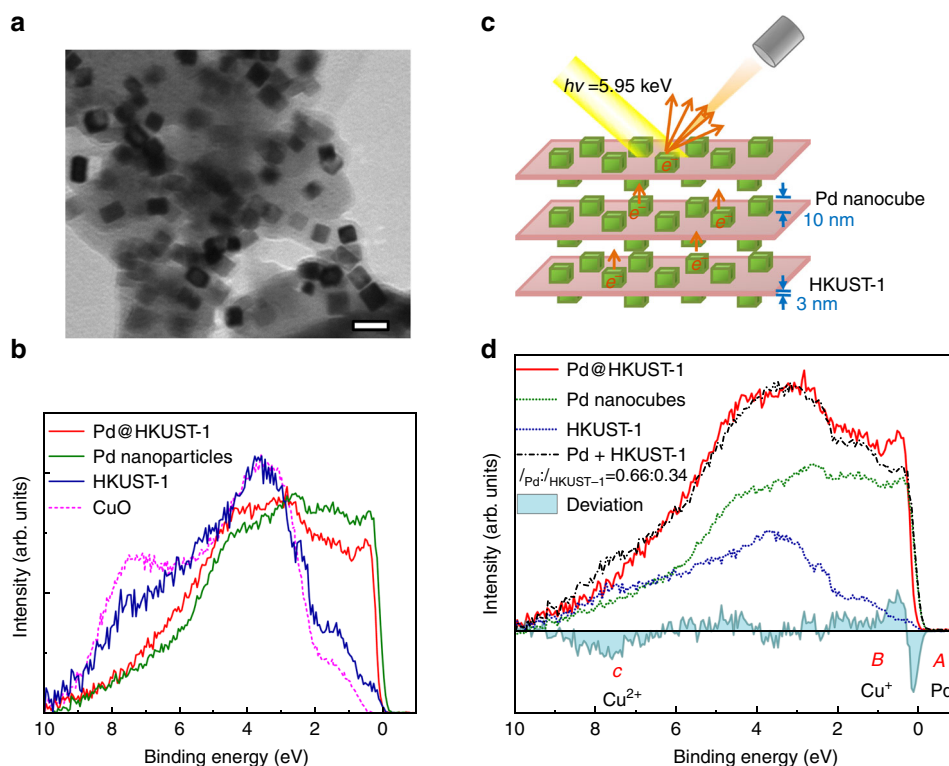 a
c
hv =5.95 keV
e
Pd nanocube
10 nm
e⁻
e⁻
HKUST-1
3 nm
e⁻
e⁻
b
Pd@HKUST-1
Pd nanoparticles
HKUST-1
CuO
Intensity (arb. units)
10
8
6
4
2
0
Binding energy (eV)
d
Pd@HKUST-1
Pd nanocubes
HKUST-1
Pd + HKUST-1
IPd:/HKUST–1=0.66:0.34
Deviation
Intensity (arb. units)
c
B
A
Cu2+
Cu+
Pd
10
8
6
4
2
0
Binding energy (eV)